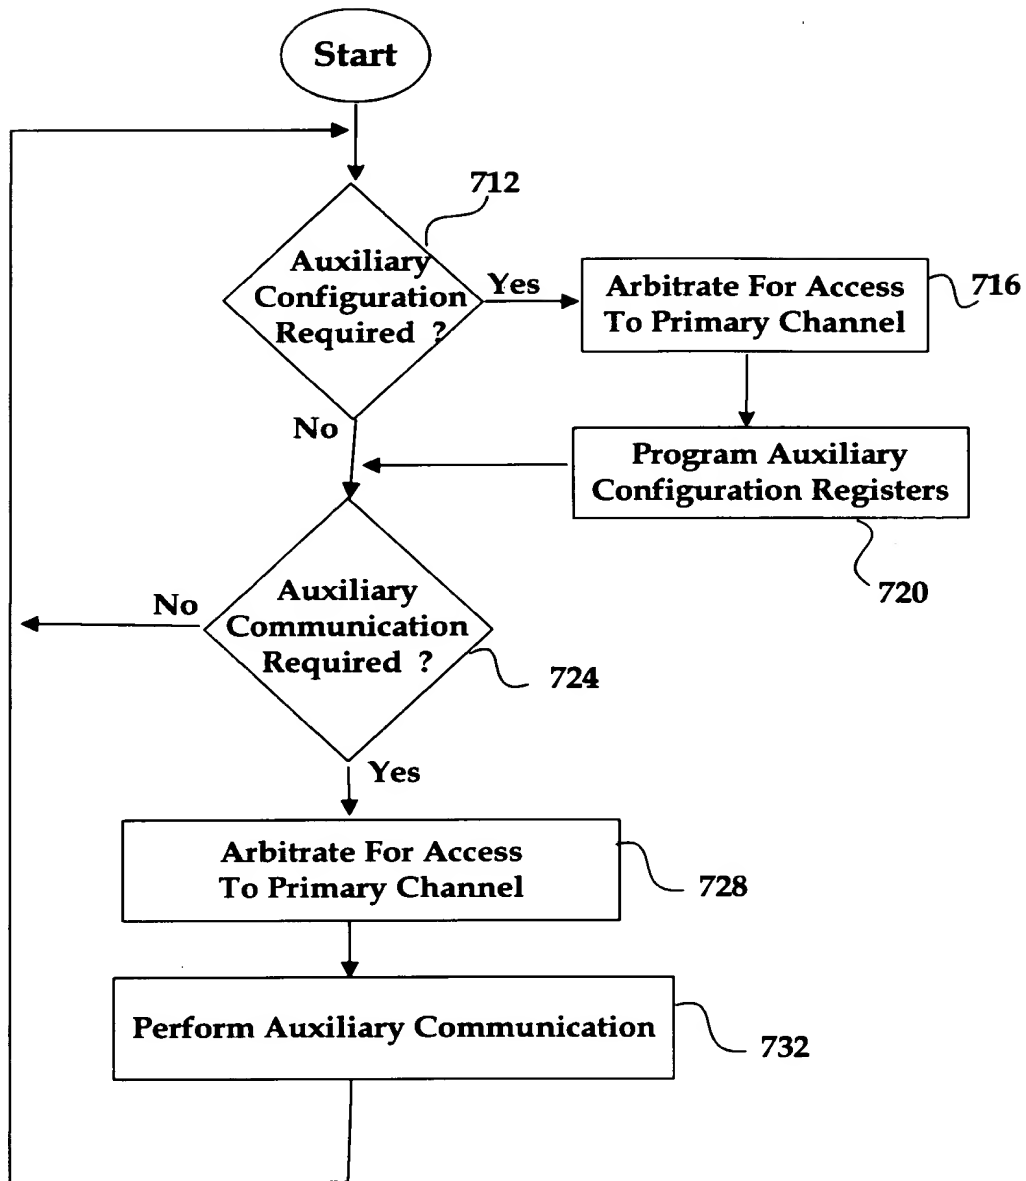 Start
712
Auxiliary
Configuration
Required ?
Yes
Arbitrate For Access
To Primary Channel
716
No
Program Auxiliary
Configuration Registers
720
No
Auxiliary
Communication
Required ?
724
Yes
Arbitrate For Access
To Primary Channel
728
Perform Auxiliary Communication
732